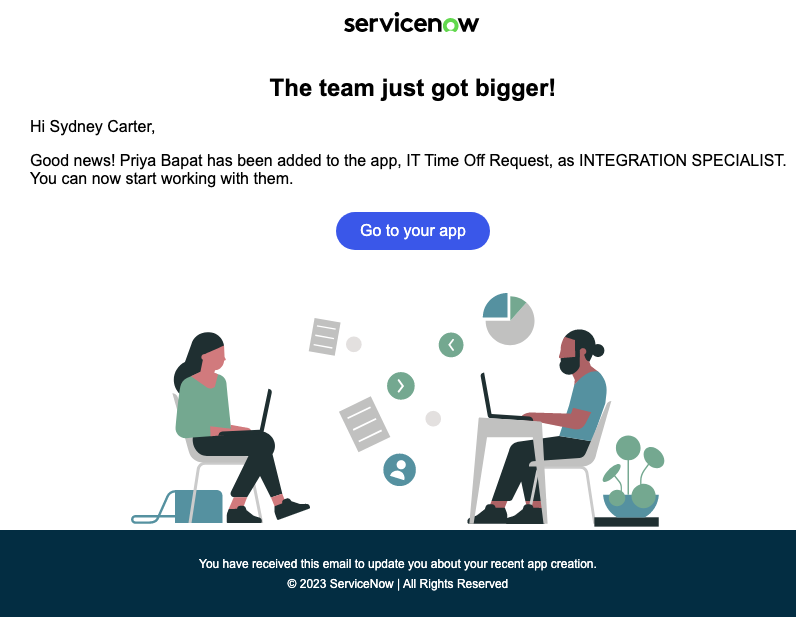 servicenow
The team just got bigger!
Hi Sydney Carter,
Good news! Priya Bapat has been added to the app, IT Time Off Request, as INTEGRATION SPECIALIST.
You can now start working with them.
Go to your app
You have received this email to update you about your recent app creation.
© 2023 ServiceNow | All Rights Reserved